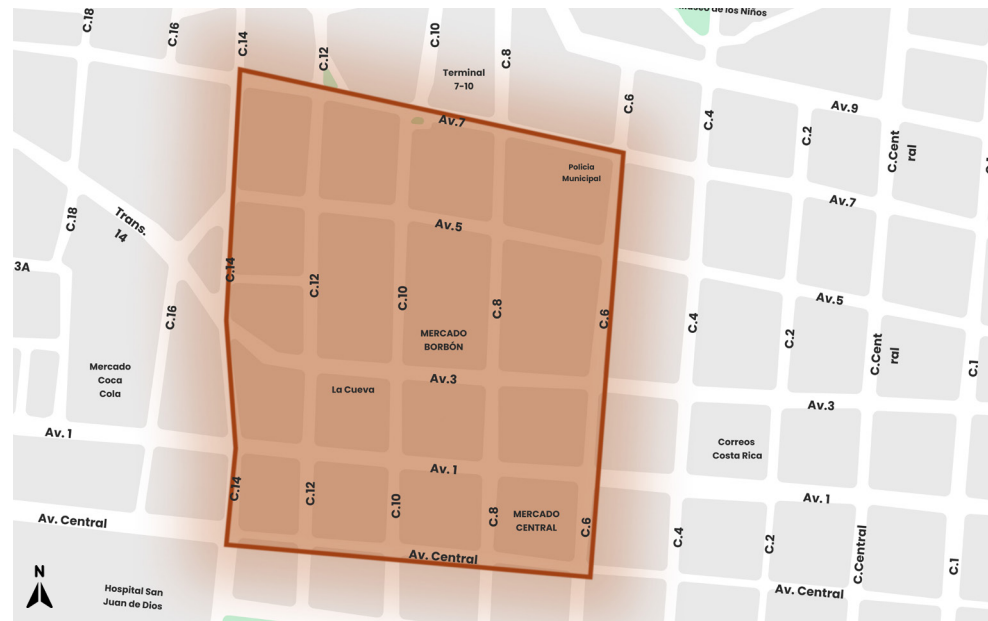 Museo de los Niños
C.18
C.16
C.14
C.12
C.10
C.8
Terminal
7-10
C.6
C.4
C.2
Av.9
C.Cent
ral
Av.7
Policia
Municipal
Av.7
C.18
Trans.
14
Av.5
3A
C.14
C.12
C.10
C.8
C.6
C.16
C.4
C.2
Av.5
C.Cent
ral
C.1
MERCADO
BORBÓN
Mercado
Coca
Cola
La Cueva
Av.3
Av.3
Av. 1
Correos
Costa Rica
Av. 1
C.14
C.12
C.10
C.8
MERCADO
CENTRAL
C.6
Av. 1
Av. Central
Av. Central
C.4
C.2
C.Central
C.1
N
Hospital San
Juan de Dios
Av. Central